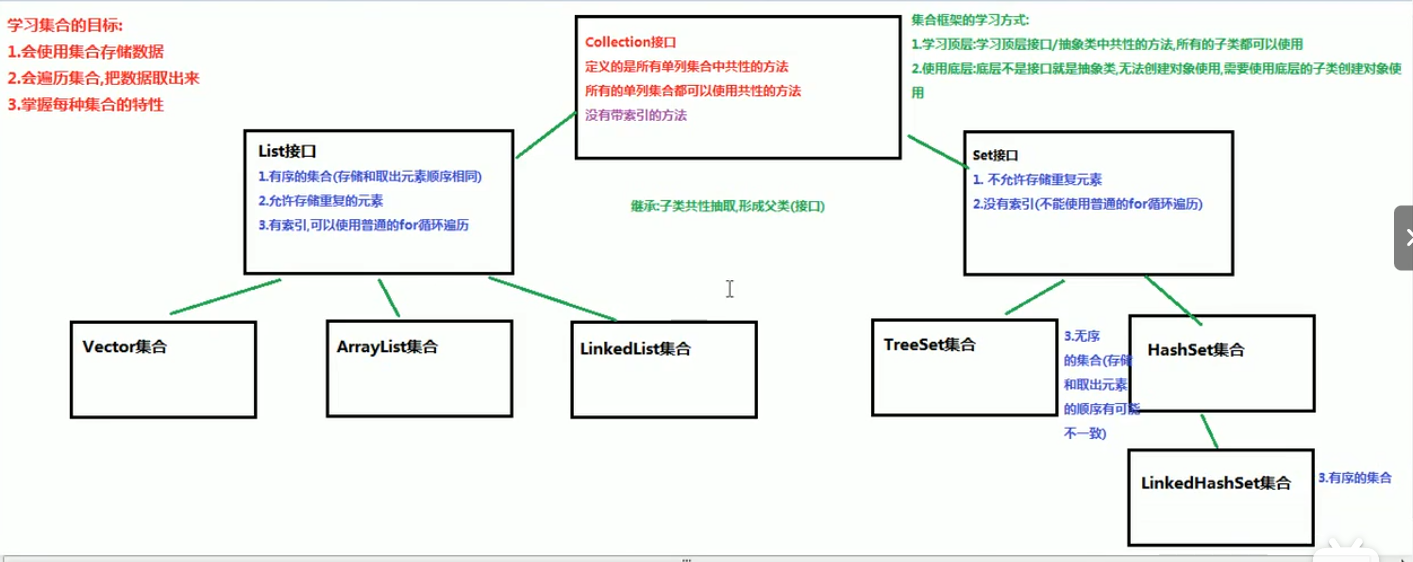 学习集合的目标:
1.会使用集合存储数据
2.会遍历集合,把数据取出来
3.掌握每种集合的特性
Collection接口
定义的是所有单列集合中共性的方法
所有的单列集合都可以使用共性的方法
没有带索引的方法
集合框架的学习方式:
1.学习顶层:学习顶层接口/抽象类中共性的方法,所有的子类都可以使用
2.使用底层:底层不是接口就是抽象类,无法创建对象使用,需要使用底层的子类创建对象使
用
List接口
1.有序的集合(存储和取出元素顺序相同)
2.允许存储重复的元素
3.有索引,可以使用普通的for循环遍历
继承:子类共性抽取,形成父类(接口)
Set接口
1. 不允许存储重复元素
2.没有索引(不能使用普通的for循环遍历)
Vector集合
ArrayList集合
LinkedList集合
TreeSet集合
3.无序
的集合(存储
和取出元素
的顺序有可能
不一致)
HashSet集合
LinkedHashSet集合
3.有序的集合